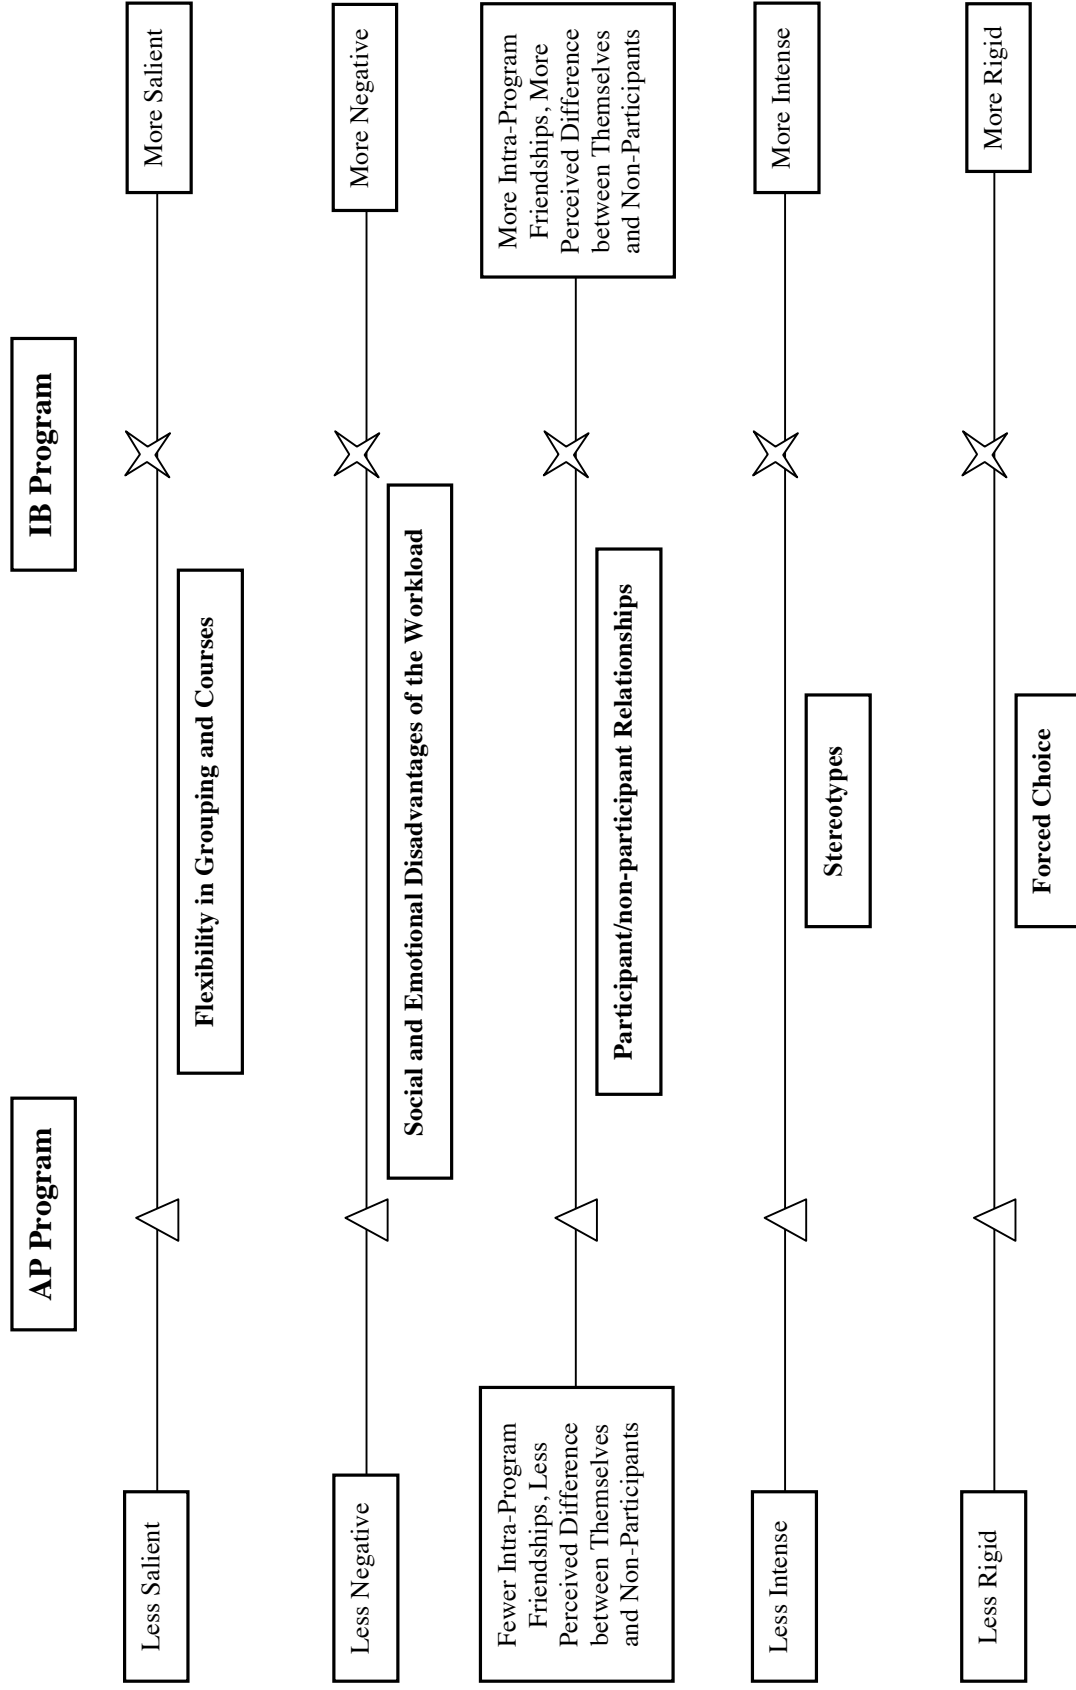 AP Program
IB Program
Less Salient
More Salient
Flexibility in Grouping and Courses
Less Negative
More Negative
Social and Emotional Disadvantages of the Workload
Fewer Intra-Program
Friendships, Less
Perceived Difference
between Themselves
and Non-Participants
More Intra-Program
Friendships, More
Perceived Difference
between Themselves
and Non-Participants
Participant/non-participant Relationships
Less Intense
More Intense
Stereotypes
Less Rigid
More Rigid
Forced Choice